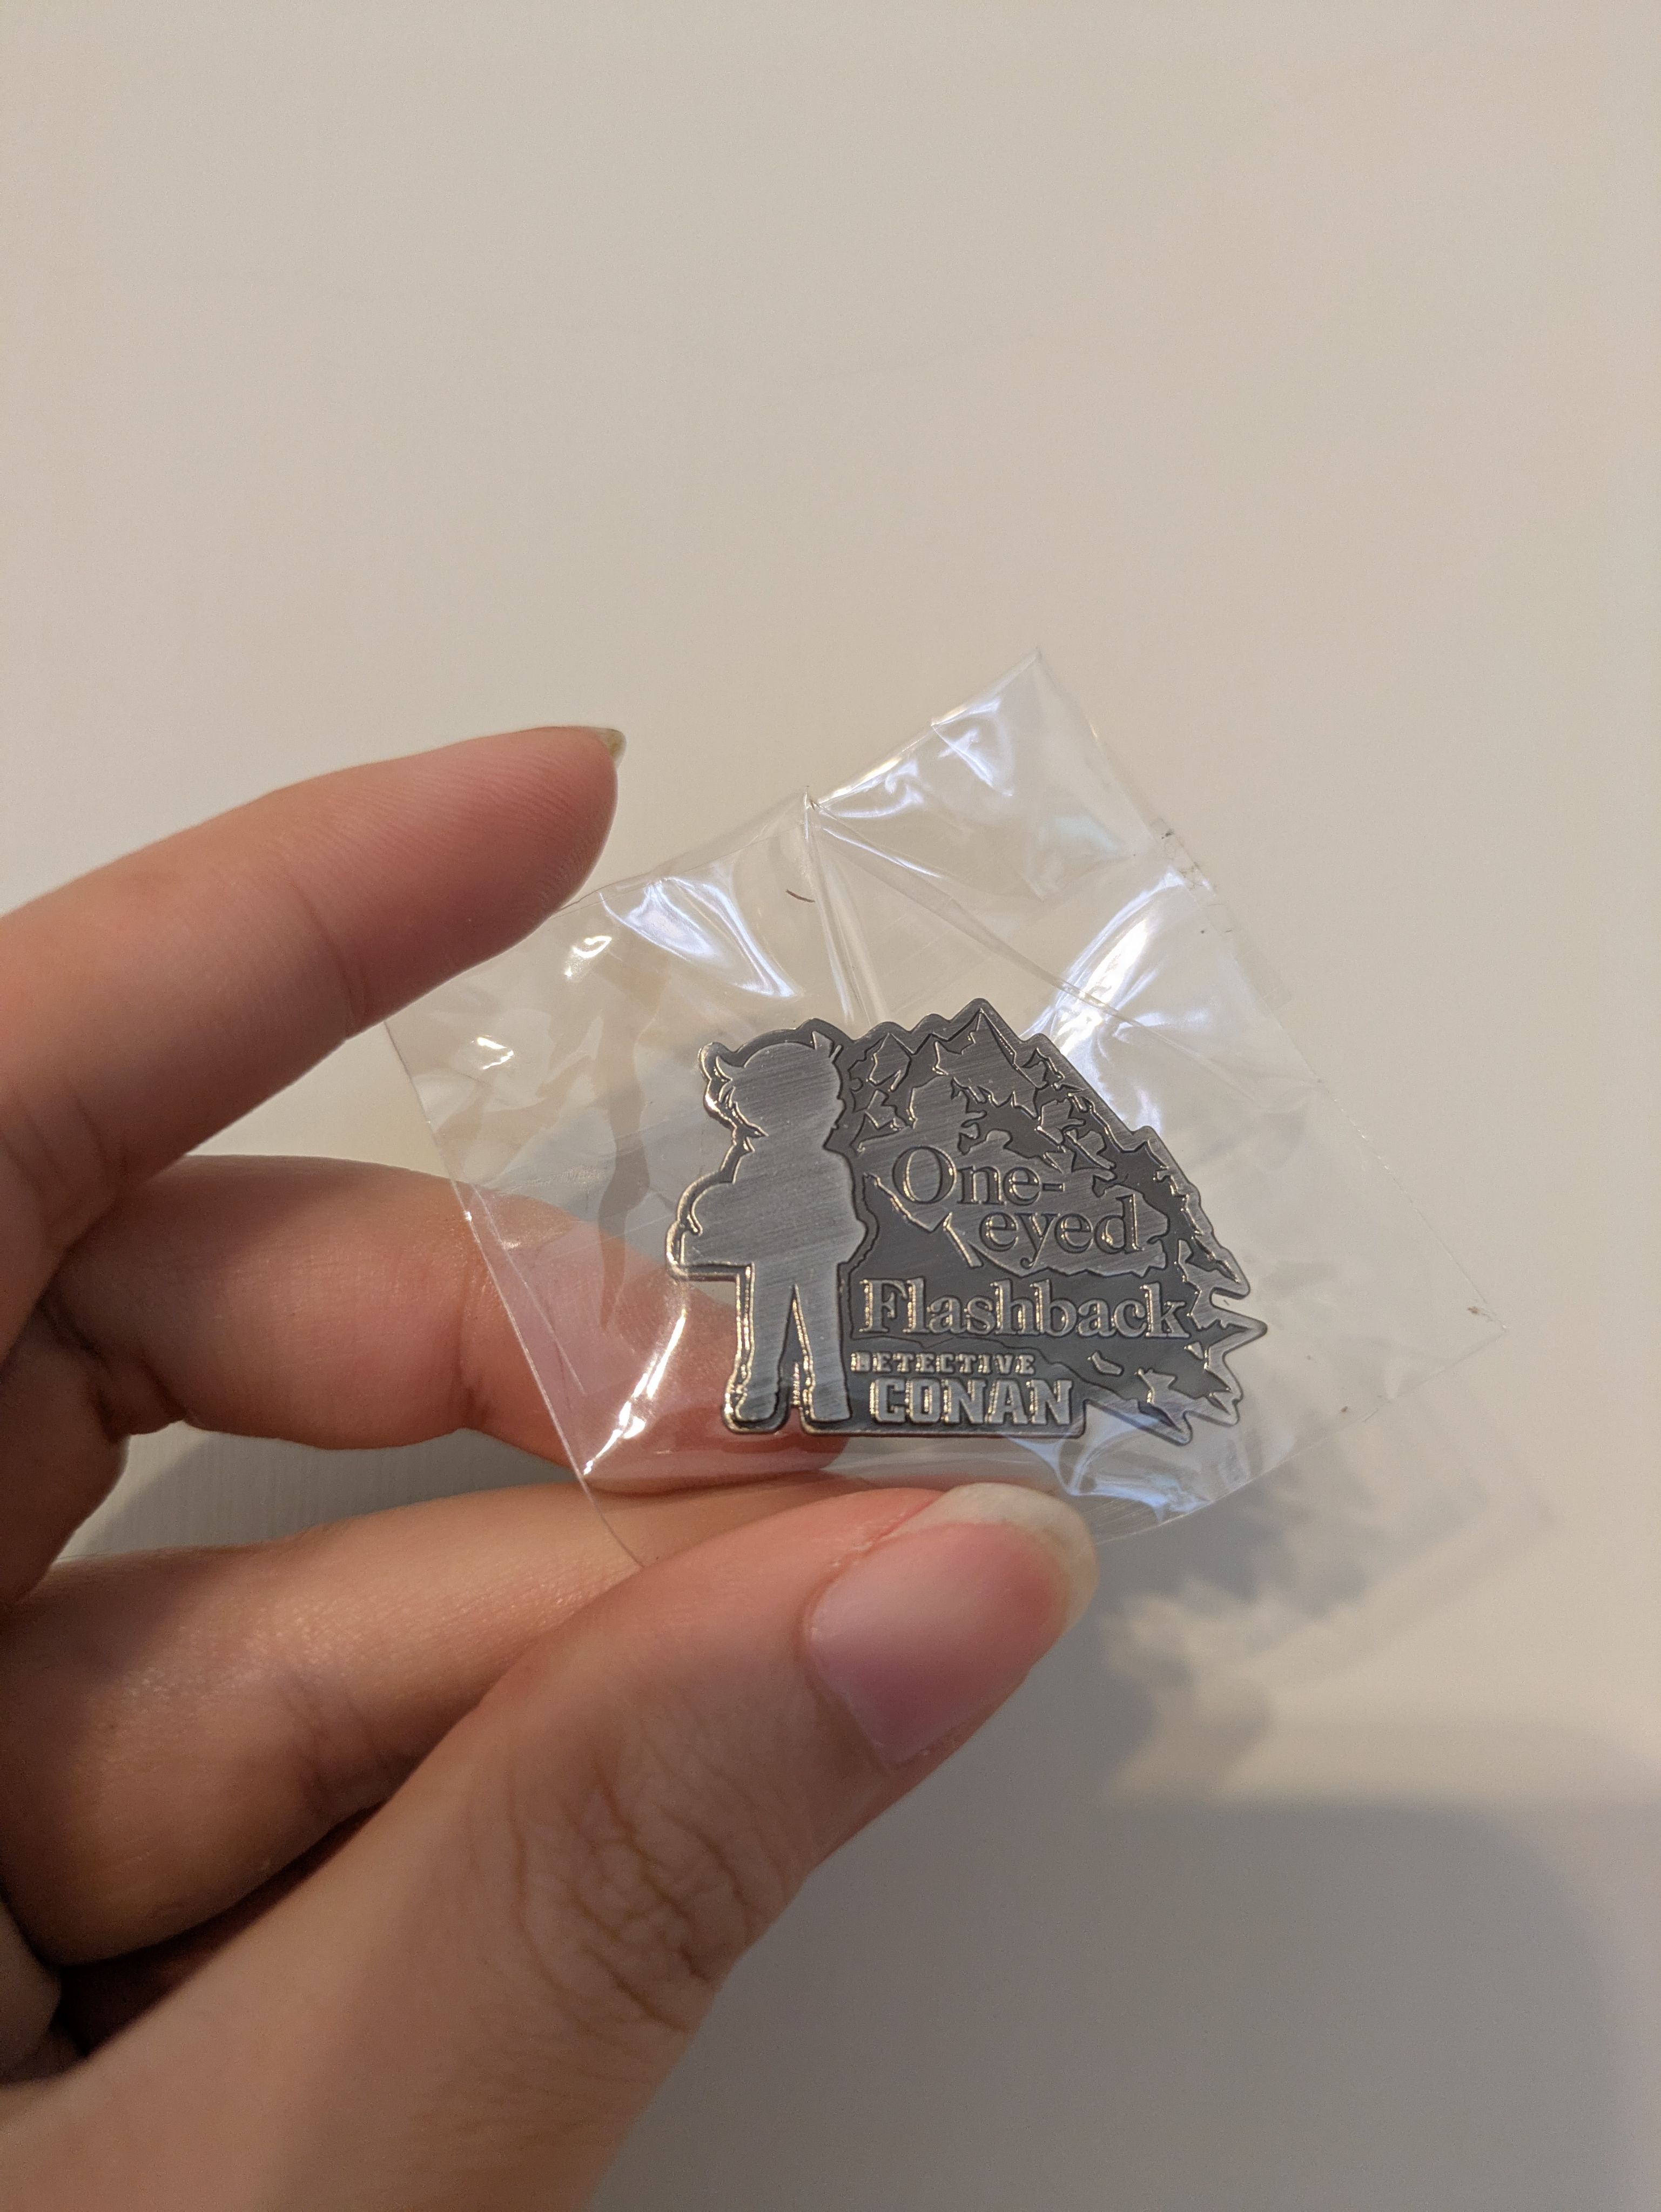 One-
eyed
Flashback
DETECTIVE
CONAN